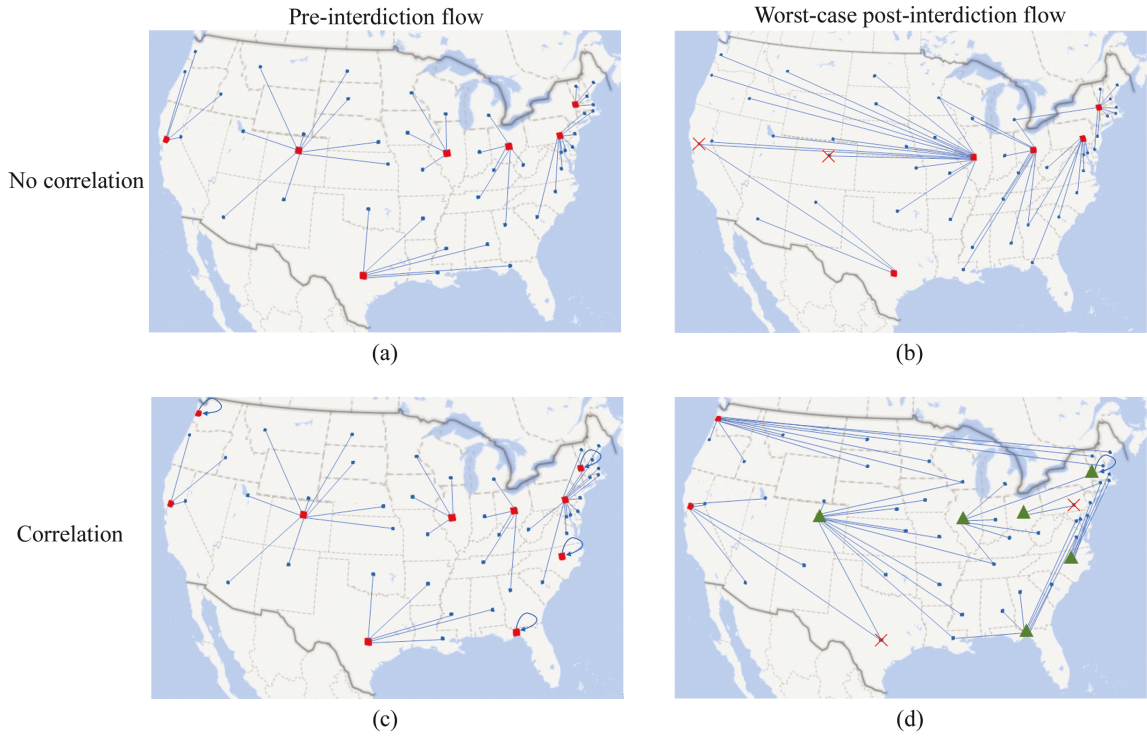 Pre-interdiction flow
Worst-case post-interdiction flow
No correlation
(a)
(b)
Correlation
(c)
(d)